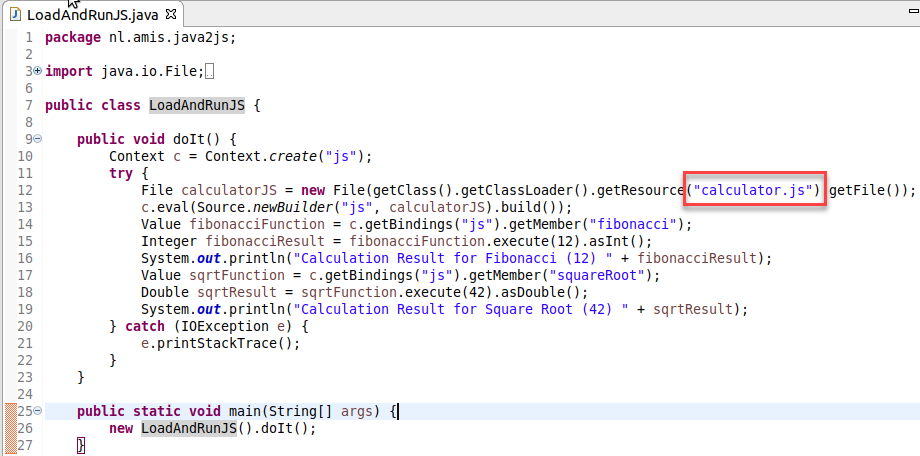 LoadAndRunJS.java
1 package nl.amis.java2js;
2
3 import java.io.File;
6
7 public class LoadAndRunJS {
8
9     public void doIt() {
10         Context c = Context.create("js");
11         try {
12             File calculatorJS = new File(getClass().getClassLoader().getResource("calculator.js").getFile());
13             c.eval(Source.newBuilder("js", calculatorJS).build());
14             Value fibonacciFunction = c.getBindings("js").getMember("fibonacci");
15             Integer fibonacciResult = fibonacciFunction.execute(12).asInt();
16             System.out.println("Calculation Result for Fibonacci (12) " + fibonacciResult);
17             Value sqrtFunction = c.getBindings("js").getMember("squareRoot");
18             Double sqrtResult = sqrtFunction.execute(42).asDouble();
19             System.out.println("Calculation Result for Square Root (42) " + sqrtResult);
20         } catch (IOException e) {
21             e.printStackTrace();
22         }
23     }
24
25     public static void main(String[] args) {
26         new LoadAndRunJS().doIt();
27     }